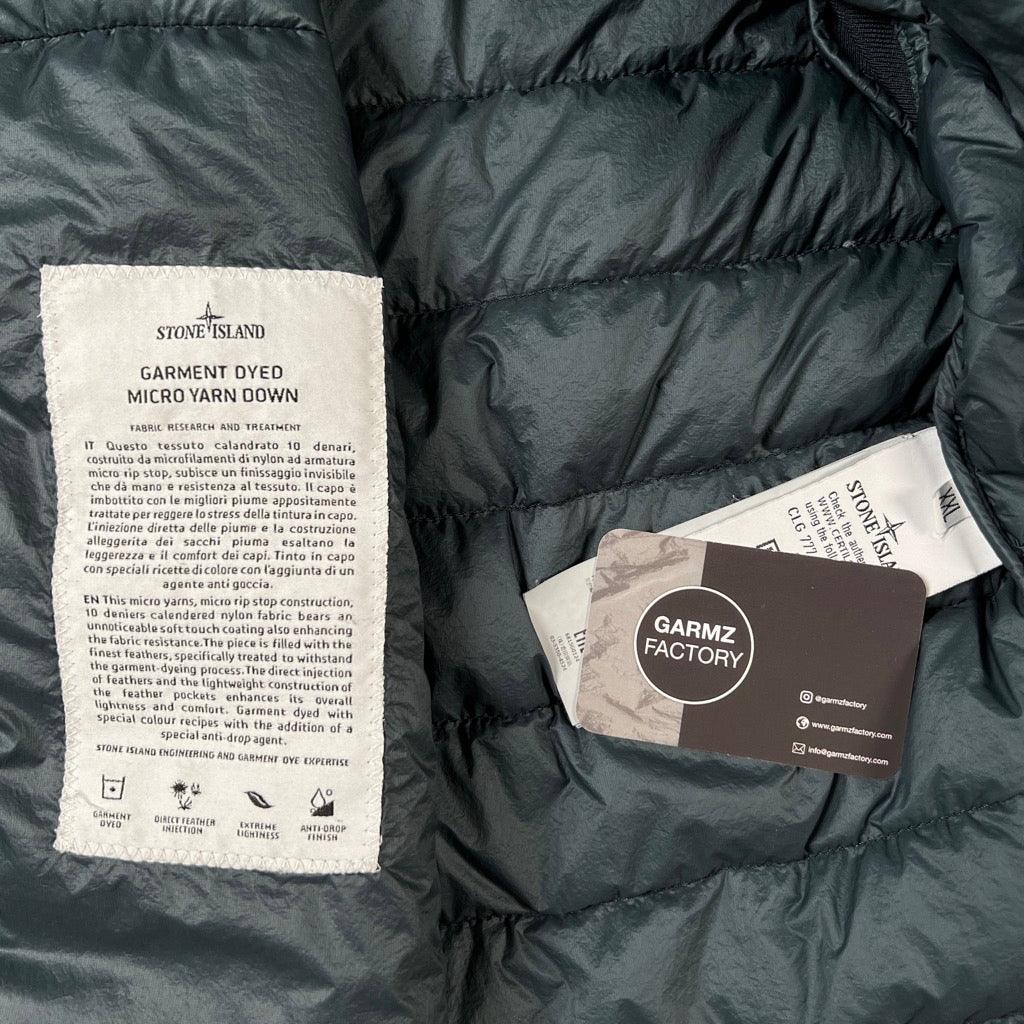 STONE ISLAND
GARMENT DYED
MICRO YARN DOWN
FABRIC RESEARCH AND TREATMENT
IT Questo tessuto calandrato 10 denari,
costruito da microfilamenti di nylon ad armatura
micro rip stop, subisce un finissaggio invisibile
che dà mano e resistenza al tessuto. Il capo è
imbottito con le migliori piume appositamente
trattate per reggere lo stress della tintura in capo.
L'iniezione diretta delle piume e la costruzione
alleggerita dei sacchi piuma esaltano la
leggerezza e il comfort dei capi. Tinto in capo
con speciali ricette di colore con l'aggiunta di un
agente anti goccia.
EN This micro yarns, micro rip stop construction,
10 deniers calendered nylon fabric bears an
unnoticeable soft touch coating also enhancing
the fabric resistance. The piece is filled with the
finest feathers, specifically treated to withstand
the garment-dyeing process. The direct injection
of feathers and the lightweight construction of
the feather pockets enhances its overall
lightness and comfort. Garment dyed with
special colour recipes with the addition of a
special anti-drop agent.
STONE ISLAND ENGINEERING AND GARMENT DYE EXPERTISE
GARMENT
DYED
DIRECT FEATHER
INJECTION
EXTREME
LIGHTNESS
ANTI-DROP
FINISH
XXL
STONE ISLA
Check the authe
WWW.CERTIL
using the foll
CLG 777
GARMZ
FACTORY
@garmzfactory
www.garmzfactory.com
info@garmzfactory.com